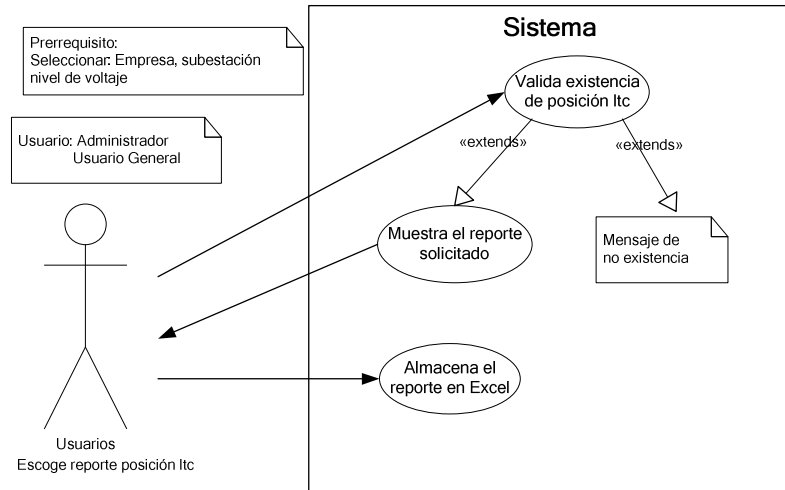 Sistema
Prerrequisito:
Seleccionar: Empresa, subestación
nivel de voltaje
Valida existencia
de posición ltc
Usuario: Administrador
Usuario General
«extends»
«extends»
Muestra el reporte
solicitado
Mensaje de
no existencia
Almacena el
reporte en Excel
Usuarios
Escoge reporte posición ltc